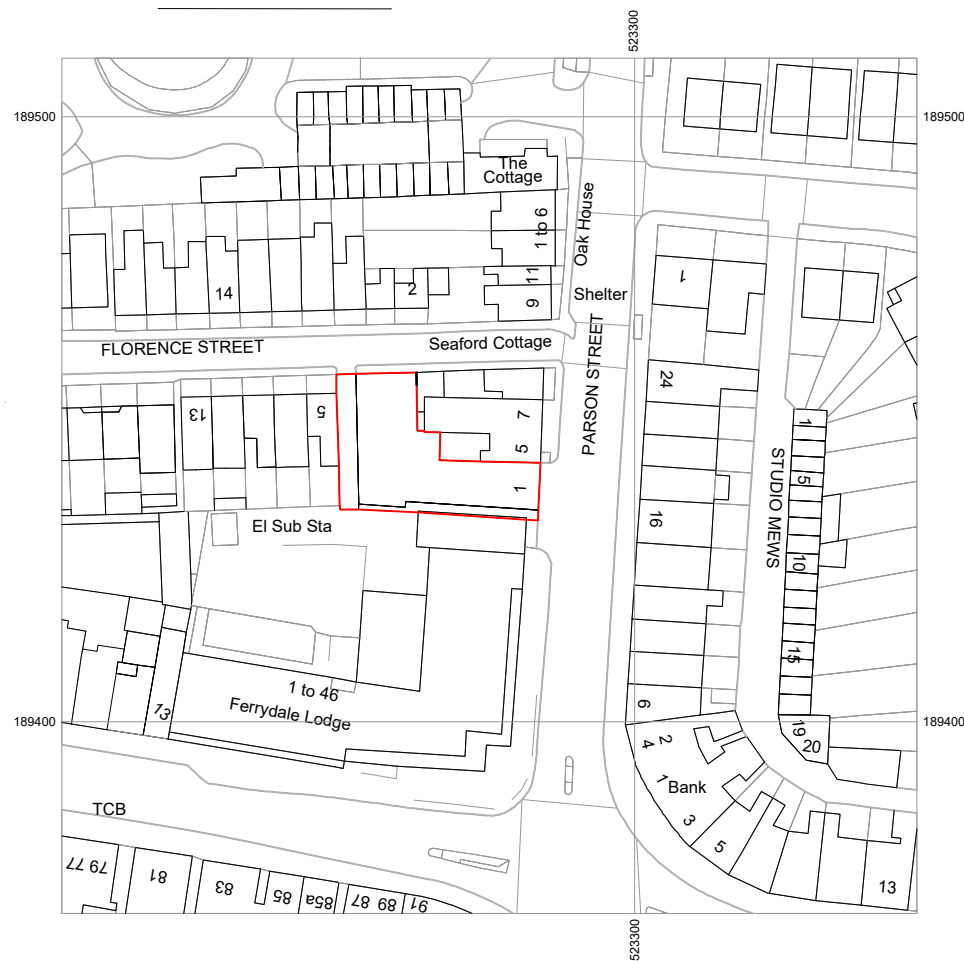 523300
189500
189500
The
Cottage
Oak House
1 to 6
11
9
2
14
1
Shelter
FLORENCE STREET
Seaford Cottage
PARSON STREET
24
13
5
7
5
1
1
5
10
15
STUDIO MEWS
16
El Sub Sta
1 to 46
Ferrydale Lodge
13
6
2
4
19
20
189400
189400
1
Bank
3
5
13
TCB
79 77
81
83
85
85a
87
89
91
523300